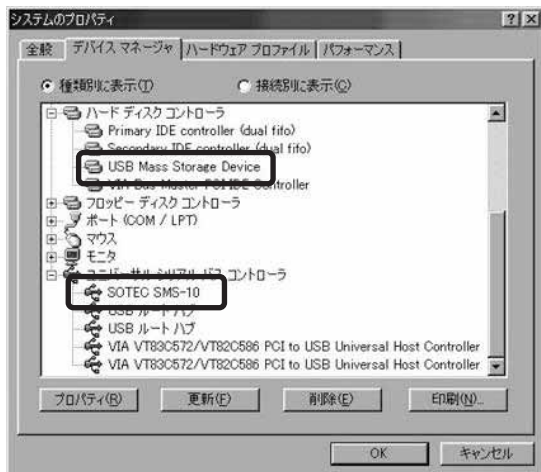 システムのプロパティ
全般 デバイス マネージャ ハードウェア プロファイル パフォーマンス
種類別に表示(T) 接続別に表示(C)
ハード ディスク コントローラ
Primary IDE controller (dual fifo)
Secondary IDE controller (dual fifo)
USB Mass Storage Device
VIA Bus Master PCI IDE Controller
フロッピー ディスク コントローラ
ポート (COM / LPT)
マウス
モニタ
ユニバーサル シリアル バス コントローラ
SOTEC SMS-10
USB ルート ハブ
USB ルート ハブ
VIA VT83C572/VT82C586 PCI to USB Universal Host Controller
VIA VT83C572/VT82C586 PCI to USB Universal Host Controller
プロパティ(R) 更新(F) 削除(E) 印刷(N)...
OK キャンセル